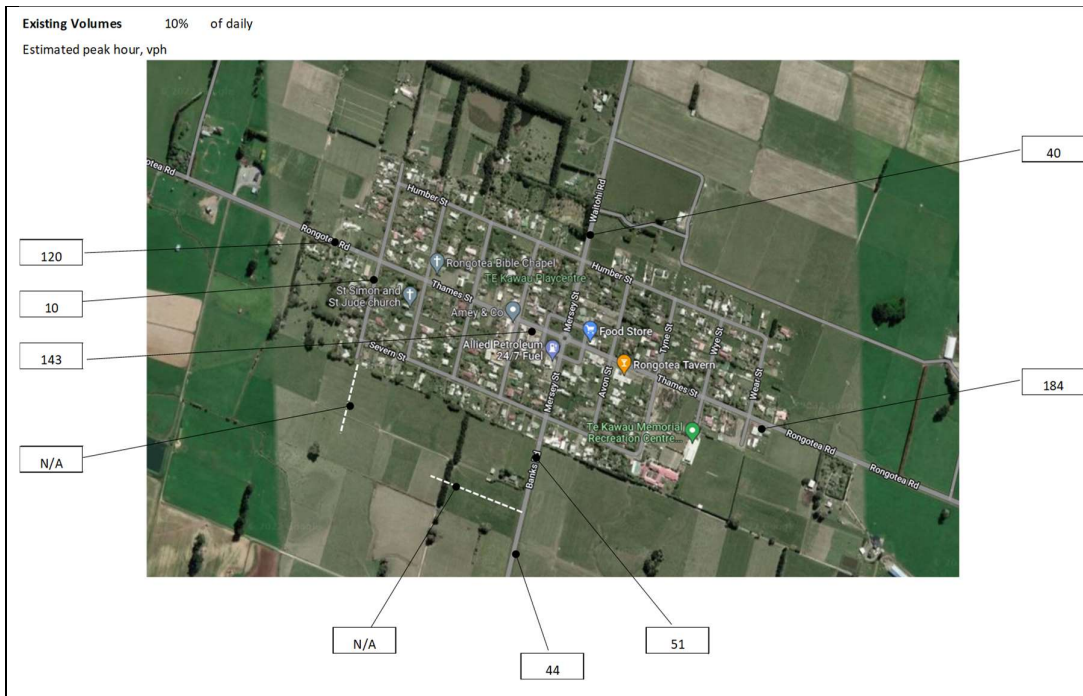 Existing Volumes 10% of daily
Estimated peak hour, vph
40
otea Rd
Waitohi Rd
Humber St
120
Rongotea Rd
Rongotea Bible Chapel
TE Kawau Playcentre...
Humber St
10
St Simon and
St Jude church
Thames St
Amey & Co
Mersey St
Food Store
Tyne St
Wye St
143
Allied Petroleum
24/7 Fuel
Severn St
Rongotea Tavern
Avon St
Thames St
Wear St
184
Mersey St
Te Kawau Memorial
Recreation Centre...
Rongotea Rd
Rongotea Rd
N/A
N/A
44
51